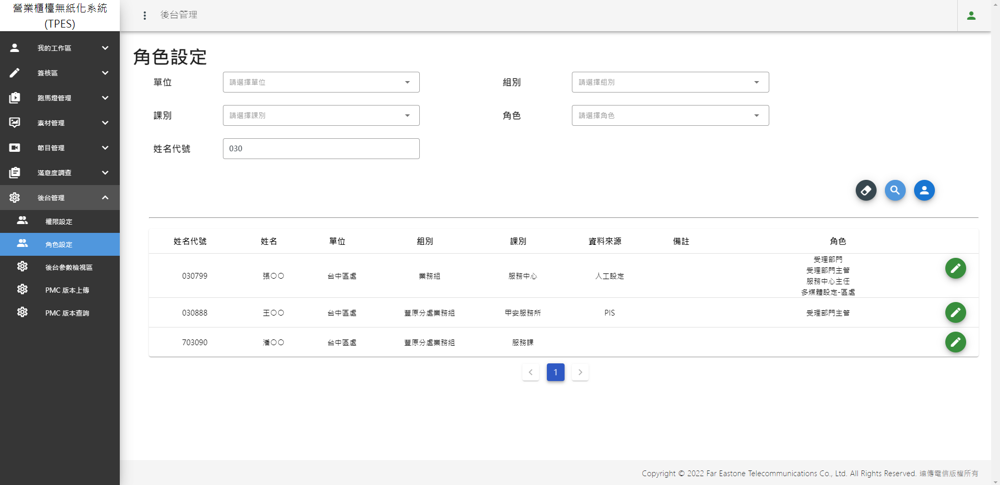 營業櫃檯無紙化系統
(TPES)
後台管理
我的工作區
簽核區
跑馬燈管理
素材管理
節目管理
滿意度調查
後台管理
權限設定
角色設定
後台參數檢視區
PMC 版本上傳
PMC 版本查詢
角色設定
單位 請選擇單位 組別 請選擇組別
課別 請選擇課別 角色 請選擇角色
姓名代號 030
姓名代號 姓名 單位 組別 課別 資料來源 備註 角色
030799 張〇〇 台中區處 業務組 服務中心 人工設定 受理部門
受理部門主管
服務中心主任
多媒體設定-區處
030888 王〇〇 台中區處 豐原分處業務組 甲安服務所 PIS 受理部門主管
703090 潘〇〇 台中區處 豐原分處業務組 服務課
1
Copyright © 2022 Far Eastone Telecommunications Co., Ltd. All Rights Reserved. 遠傳電信版權所有